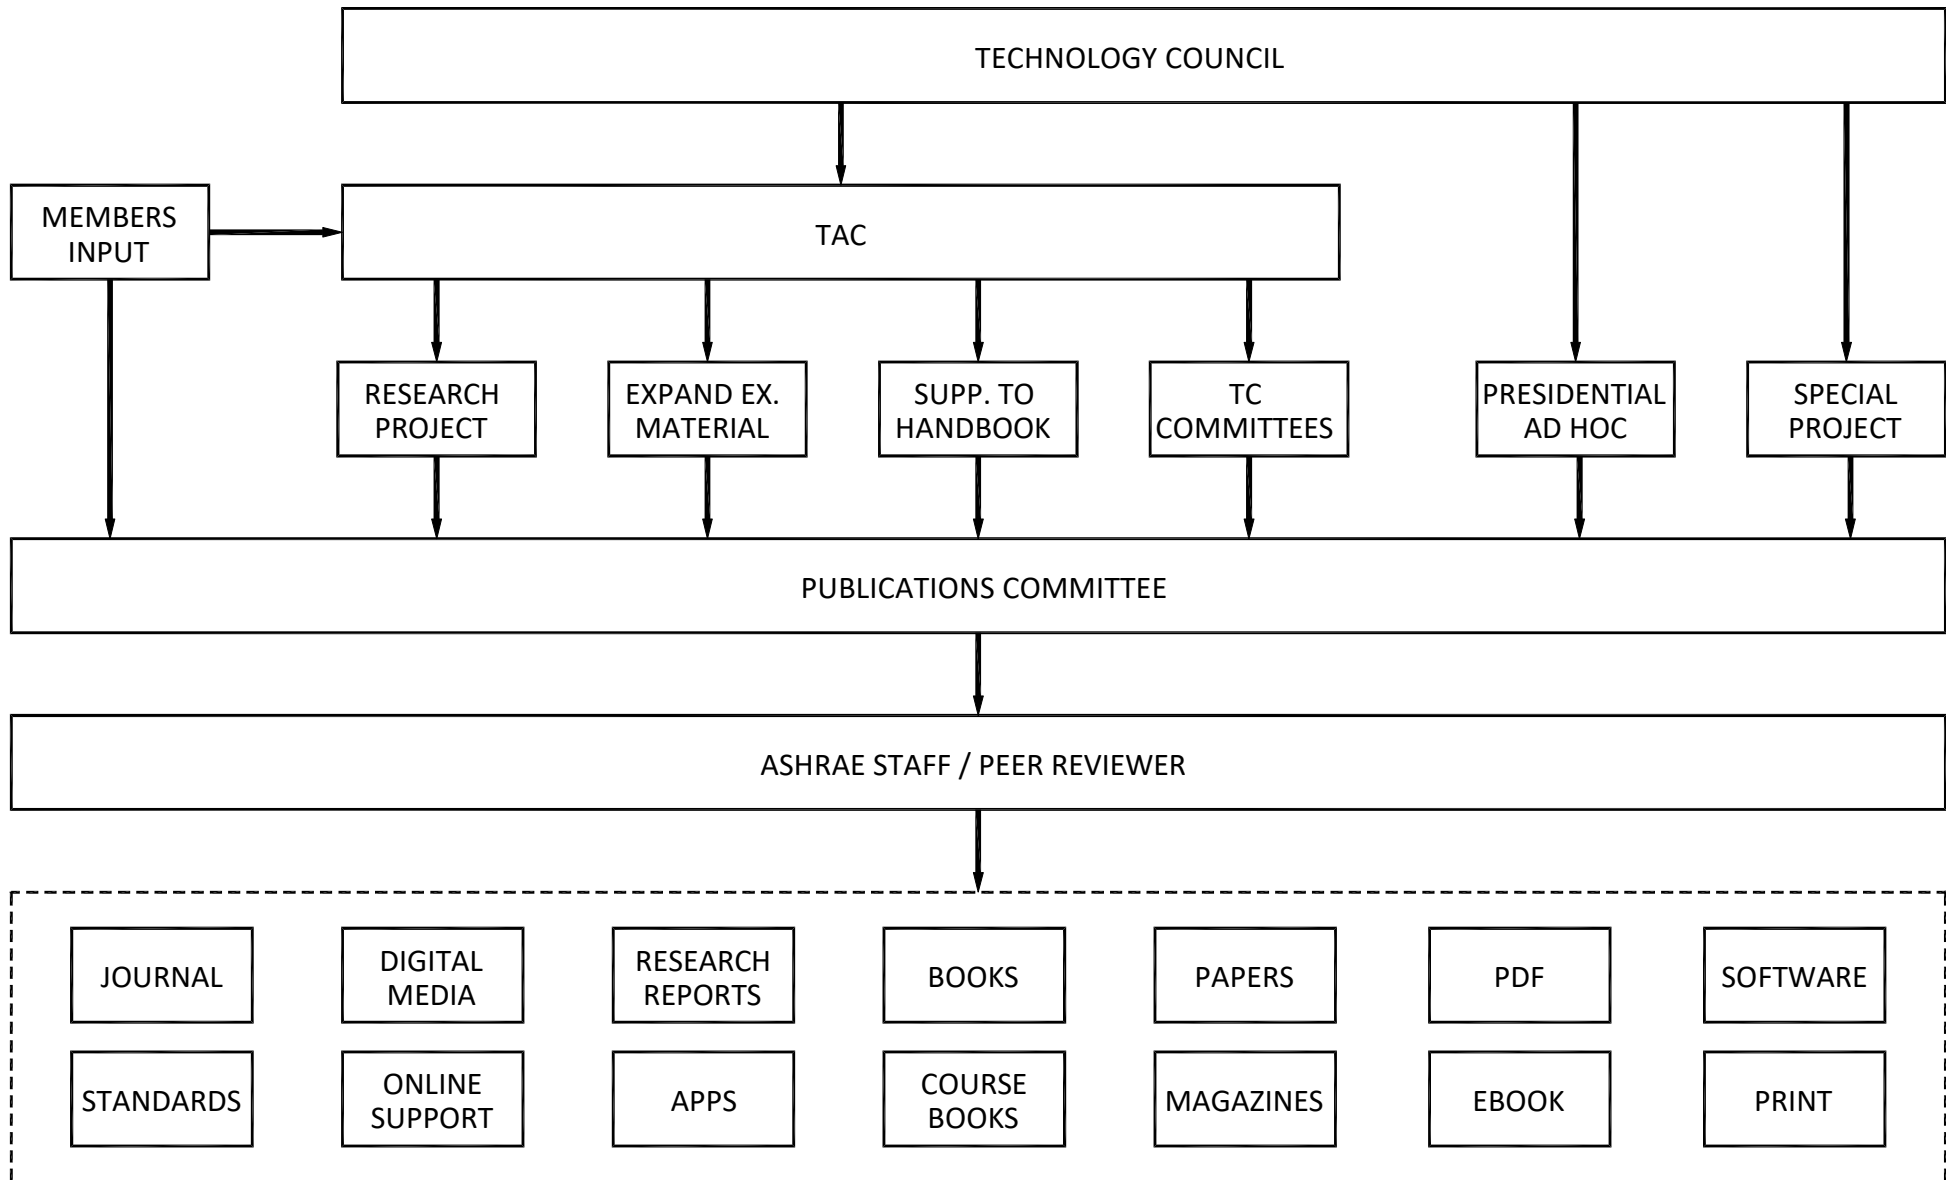 TECHNOLOGY COUNCIL
MEMBERS
INPUT
TAC
RESEARCH
PROJECT
EXPAND EX.
MATERIAL
SUPP. TO
HANDBOOK
TC
COMMITTEES
PRESIDENTIAL
AD HOC
SPECIAL
PROJECT
PUBLICATIONS COMMITTEE
ASHRAE STAFF / PEER REVIEWER
JOURNAL
DIGITAL
MEDIA
RESEARCH
REPORTS
BOOKS
PAPERS
PDF
SOFTWARE
STANDARDS
ONLINE
SUPPORT
APPS
COURSE
BOOKS
MAGAZINES
EBOOK
PRINT